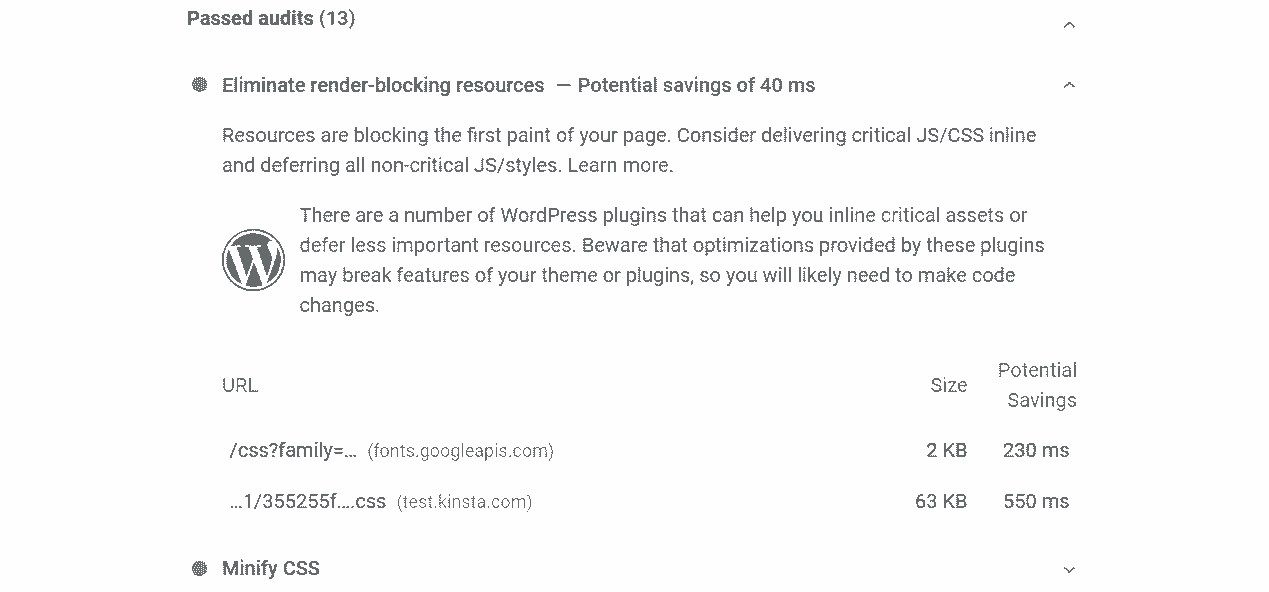 Passed audits (13)
Eliminate render-blocking resources — Potential savings of 40 ms
Resources are blocking the first paint of your page. Consider delivering critical JS/CSS inline
and deferring all non-critical JS/styles. Learn more.
There are a number of WordPress plugins that can help you inline critical assets or
defer less important resources. Beware that optimizations provided by these plugins
may break features of your theme or plugins, so you will likely need to make code
changes.
URL Size Potential
Savings
/css?family=… (fonts.googleapis.com) 2 KB 230 ms
…1/355255f….css (test.kinsta.com) 63 KB 550 ms
Minify CSS